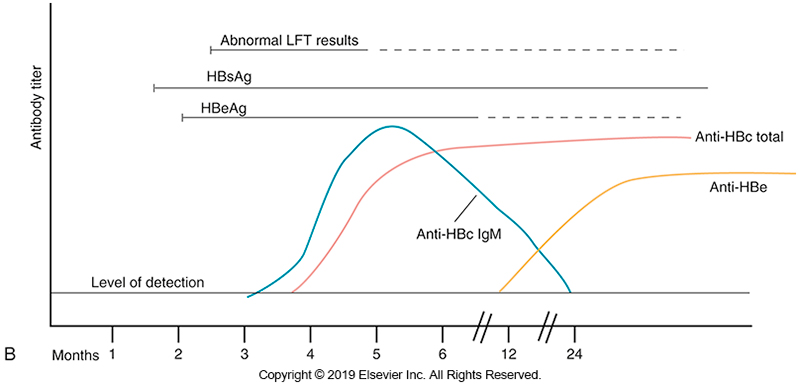 Abnormal LFT results
HBsAg
HBeAg
Antibody titer
Anti-HBc total
Anti-HBe
Anti-HBc IgM
Level of detection
B
Months 1 2 3 4 5 6 12 24
Copyright © 2019 Elsevier Inc. All Rights Reserved.